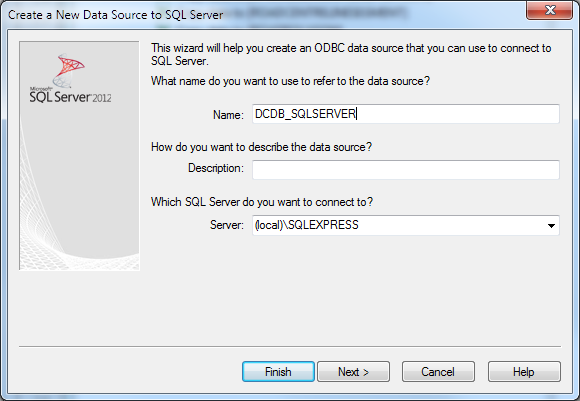 Create a New Data Source to SQL Server
This wizard will help you create an ODBC data source that you can use to connect to
SQL Server.
What name do you want to use to refer to the data source?
Microsoft
SQL Server 2012
Name:
DCDB_SQLSERVER
How do you want to describe the data source?
Description:
Which SQL Server do you want to connect to?
Server:
(local)\SQLEXPRESS
Finish
Next >
Cancel
Help